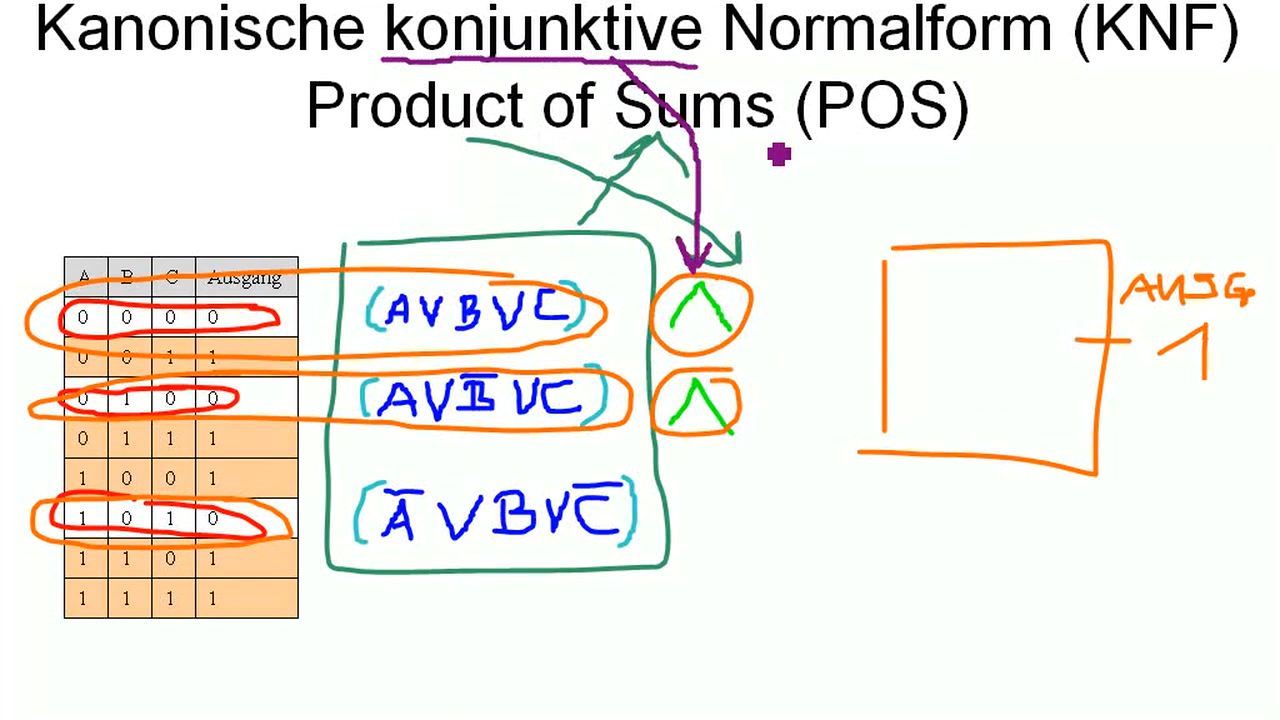 Kanonische konjunktive Normalform (KNF)
Product of Sums (POS)
A B C Ausgang
0 0 0 0 (A V B V C) Λ
0 0 1 1
0 1 0 0 (A V B̅ V C) Λ
0 1 1 1
1 0 0 1
1 0 1 0 (A̅ V B V C̅)
1 1 0 1
1 1 1 1
AUSG.
1